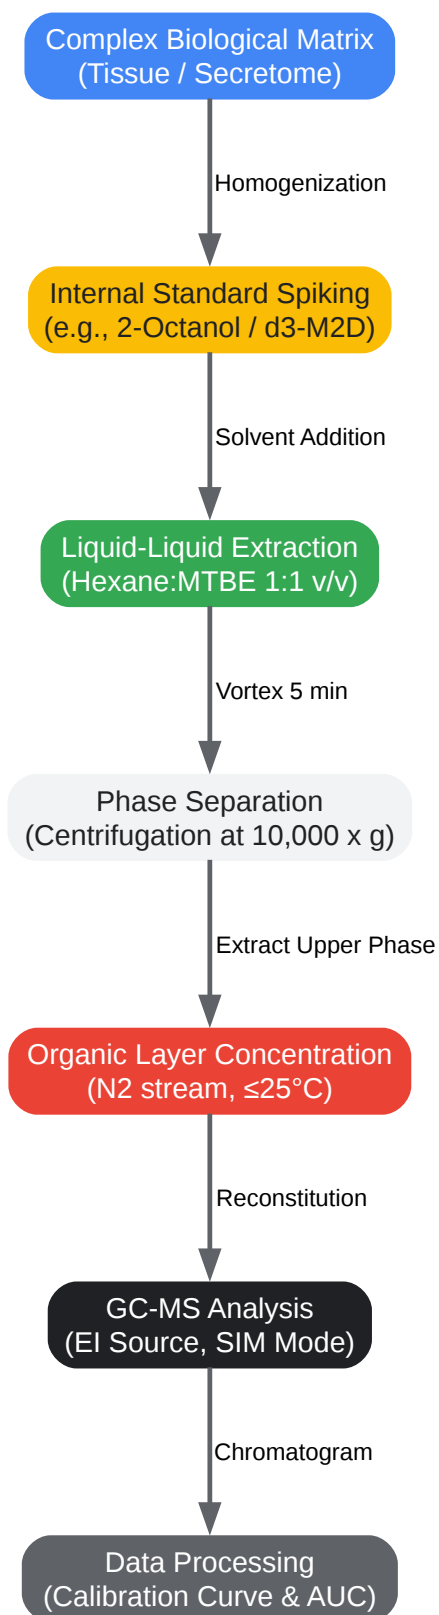 Complex Biological Matrix
(Tissue / Secretome)
Homogenization
Internal Standard Spiking
(e.g., 2-Octanol / d3-M2D)
Solvent Addition
Liquid-Liquid Extraction
(Hexane:MTBE 1:1 v/v)
Vortex 5 min
Phase Separation
(Centrifugation at 10,000 x g)
Extract Upper Phase
Organic Layer Concentration
(N2 stream, ≤25°C)
Reconstitution
GC-MS Analysis
(EI Source, SIM Mode)
Chromatogram
Data Processing
(Calibration Curve & AUC)